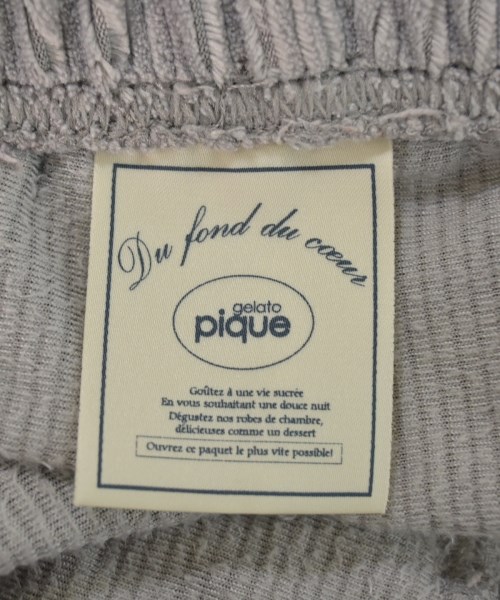 Du fond du cœur
gelato
pique
Goûtez à une vie sucrée
En vous souhaitant une douce nuit
Dégustez nos robes de chambre,
délicieuses comme un dessert
Ouvrez ce paquet le plus vite possible!